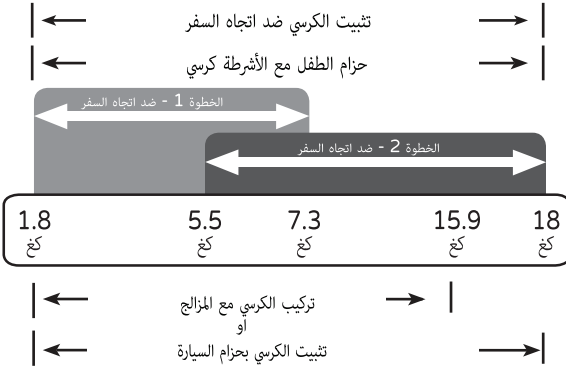 تثبيت الكرسي ضد اتجاه السفر
حزام الطفل مع الأشرطة كرسي
الخطوة 1 - ضد اتجاه السفر
الخطوة 2 - ضد اتجاه السفر
1.8 5.5 7.3 15.9 18
كغ كغ كغ كغ كغ
تركيب الكرسي مع المزالج
او
تثبيت الكرسي بحزام السيارة